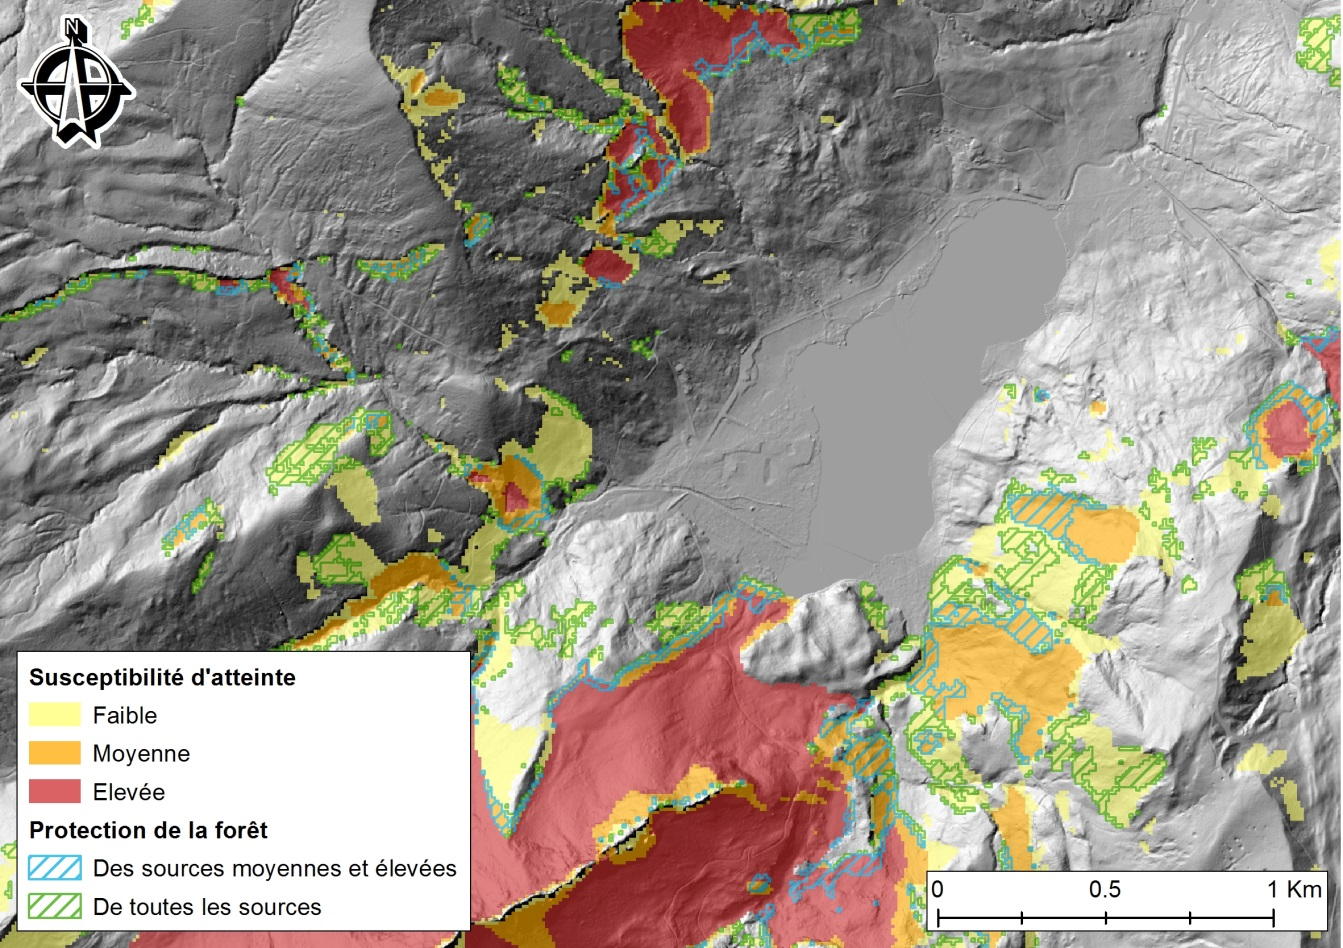 N
Susceptibilité d'atteinte
Faible
Moyenne
Elevée
Protection de la forêt
Des sources moyennes et élevées
De toutes les sources
0 0.5 1 Km